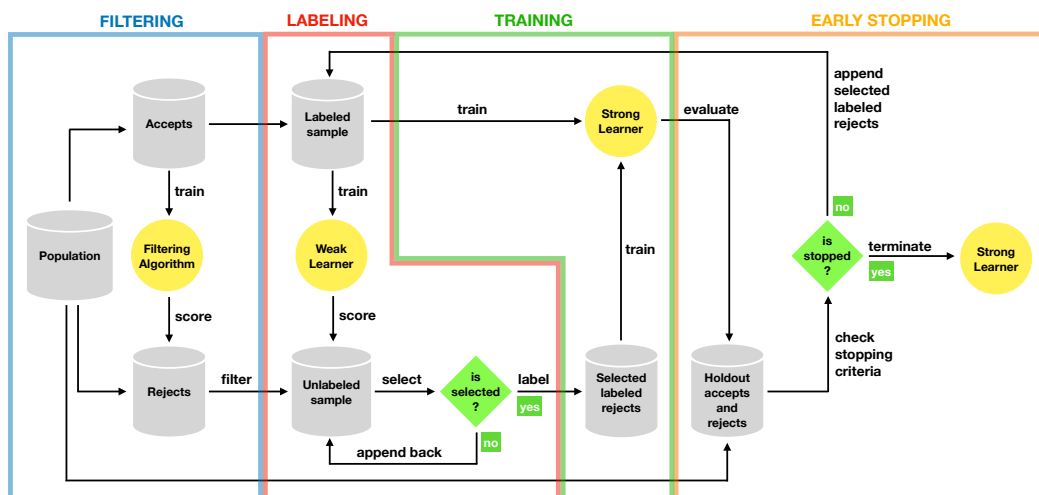 FILTERING
LABELING
TRAINING
EARLY STOPPING
Accepts
Labeled
sample
train
Strong
Learner
evaluate
append
selected
labeled
rejects
train
train
no
Population
Filtering
Algorithm
Weak
Learner
train
is
stopped
?
terminate
yes
Strong
Learner
score
score
check
stopping
criteria
Rejects
filter
Unlabeled
sample
select
is
selected
?
label
yes
Selected
labeled
rejects
Holdout
accepts
and
rejects
no
append back